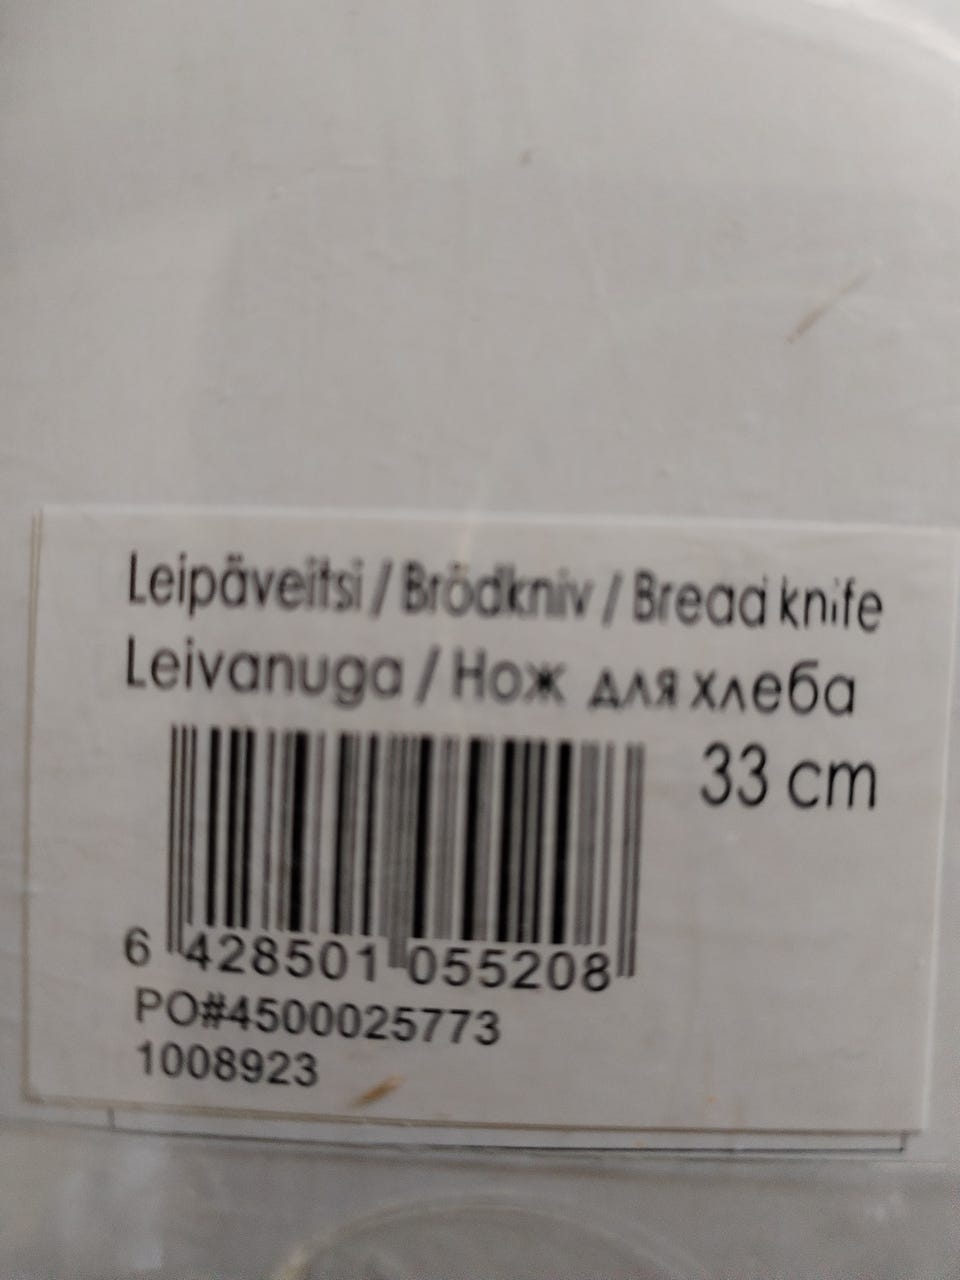 Leipäveitsi / Brödkniv / Bread knife
Leivanuga / Нож для хлеба
33 cm
6 428501 055208
PO#4500025773
1008923